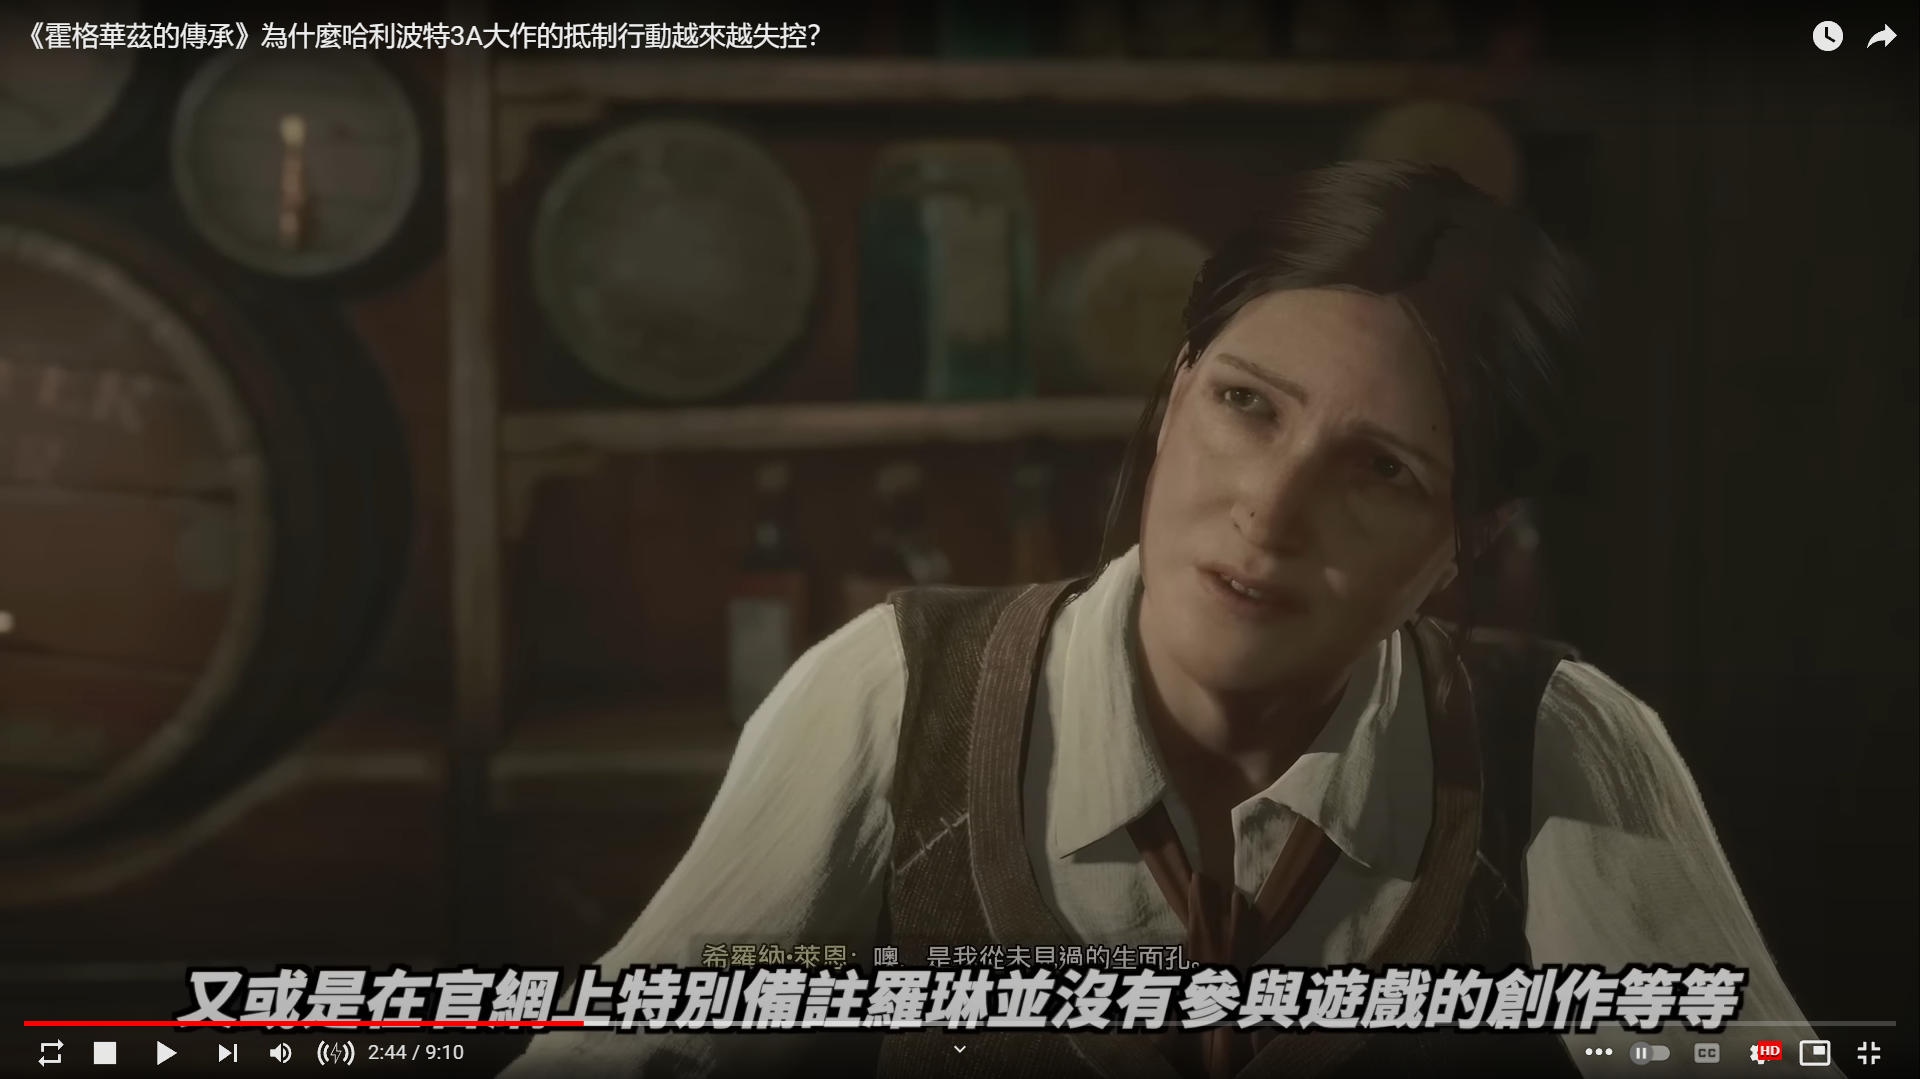 《霍格華茲的傳承》為什麼哈利波特3A大作的抵制行動越來越失控?
希羅納•萊恩：噢，是我從未見過的生面孔。
又或是在官網上特別備註羅琳並沒有參與遊戲的創作等等
2:44 / 9:10
CC
HD